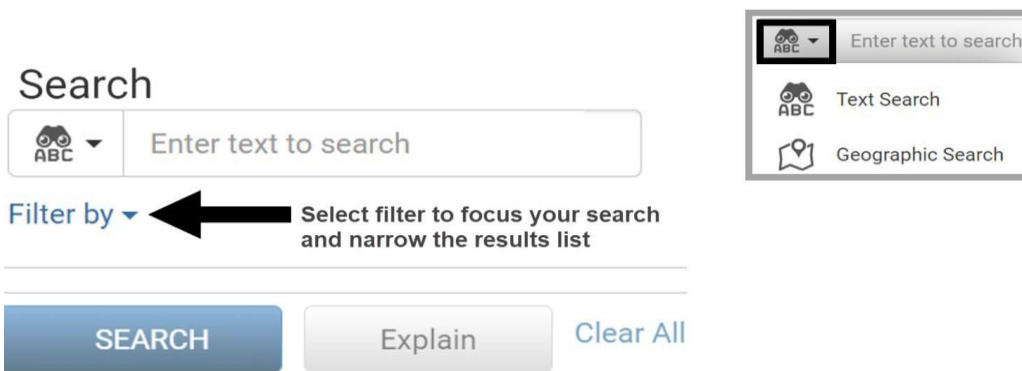 Search
ABC Enter text to search
Filter by
Select filter to focus your search
and narrow the results list
SEARCH Explain Clear All
ABC Enter text to search
ABC Text Search
Geographic Search